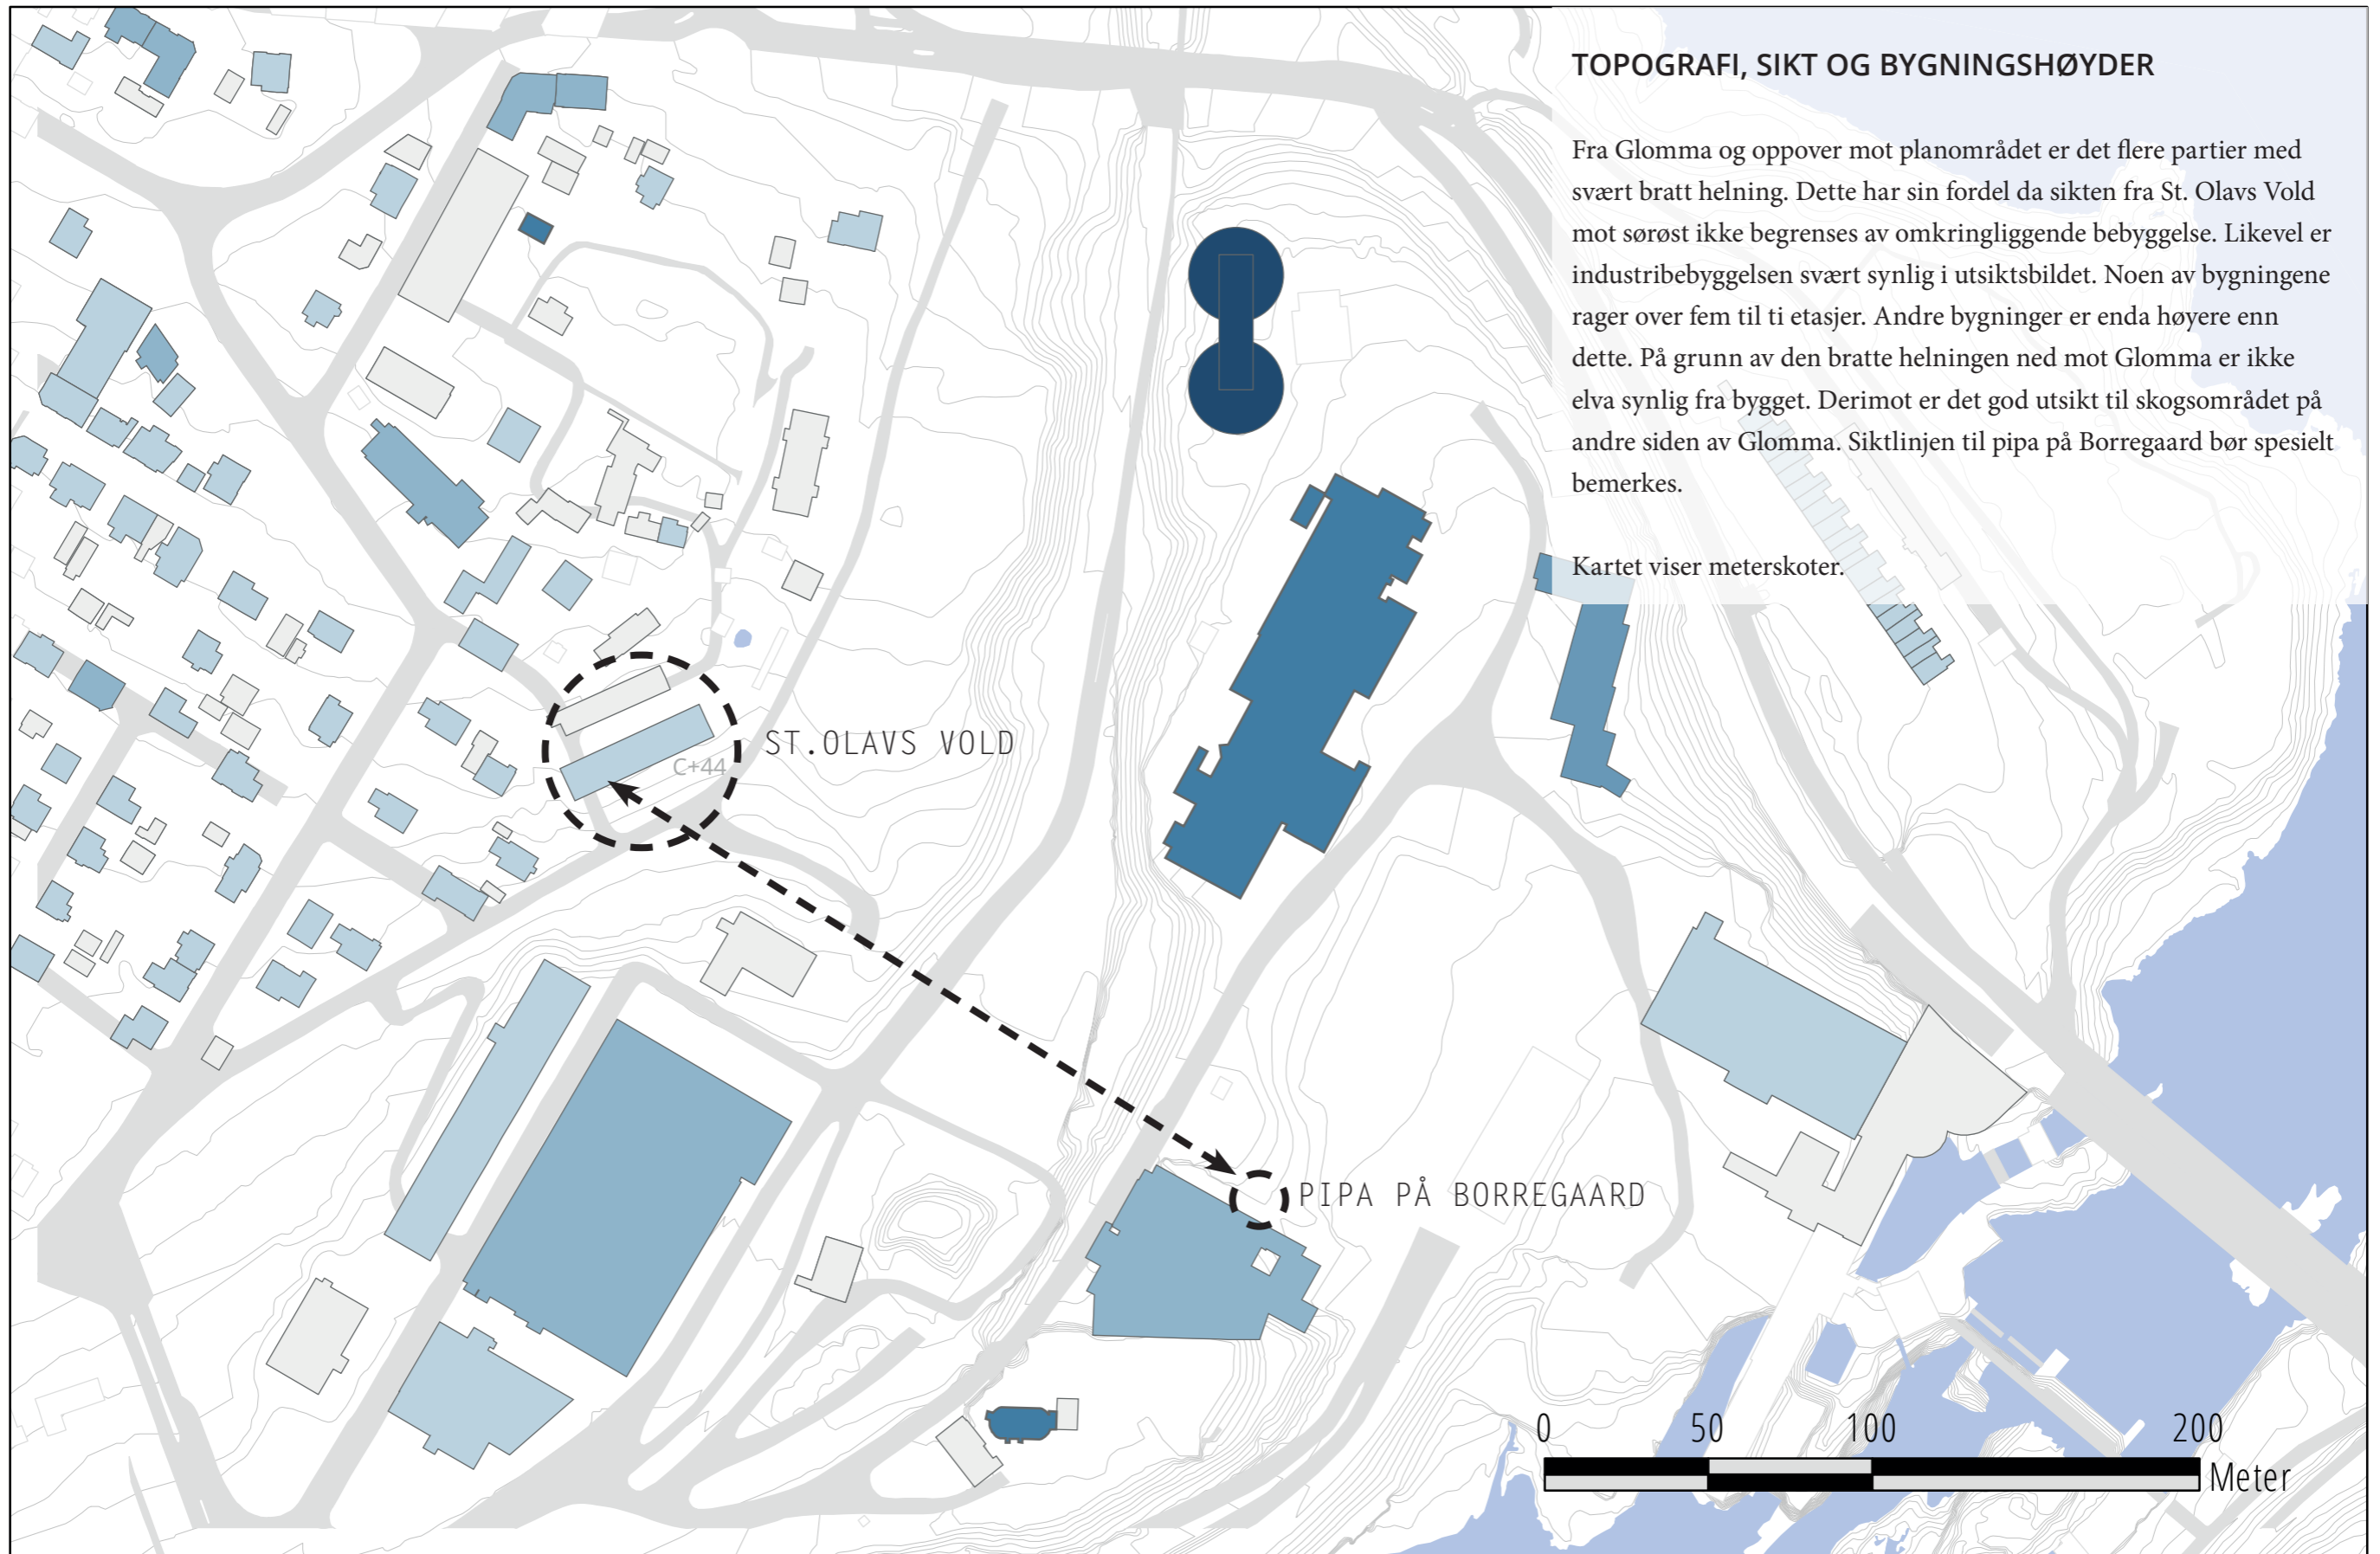 TOPOGRAFI, SIKT OG BYGNINGSHØYDER
Fra Glomma og oppover mot planområdet er det flere partier med
svært bratt helning. Dette har sin fordel da sikten fra St. Olavs Vold
mot sørøst ikke begrenses av omkringliggende bebyggelse. Likevel er
industribebyggelsen svært synlig i utsiktsbildet. Noen av bygningene
rager over fem til ti etasjer. Andre bygninger er enda høyere enn
dette. På grunn av den bratte helningen ned mot Glomma er ikke
elva synlig fra bygget. Derimot er det god utsikt til skogsområdet på
andre siden av Glomma. Siktlinjen til pipa på Borregaard bør spesielt
bemerkes.
Kartet viser meterskoter.
ST.OLAVS VOLD
C+44
PIPA PÅ BORREGAARD
0 50 100 200
Meter